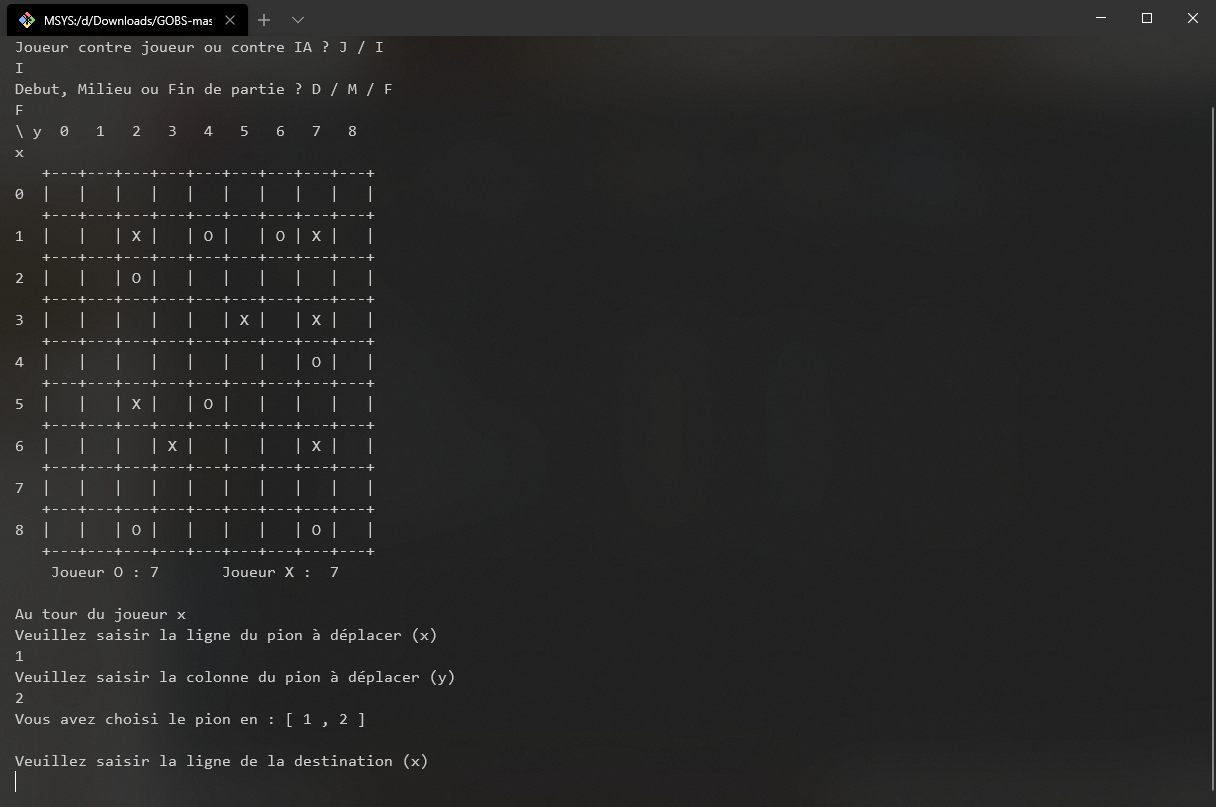 MSYS:/d/Downloads/GOBS-mas
Joueur contre joueur ou contre IA ? J / I
I
Debut, Milieu ou Fin de partie ? D / M / F
F
\ y  0   1   2   3   4   5   6   7   8
x
   +---+---+---+---+---+---+---+---+---+
0  |   |   |   |   |   |   |   |   |   |
   +---+---+---+---+---+---+---+---+---+
1  |   |   | X |   | O |   | O | X |   |
   +---+---+---+---+---+---+---+---+---+
2  |   |   | O |   |   |   |   |   |   |
   +---+---+---+---+---+---+---+---+---+
3  |   |   |   |   |   | X |   | X |   |
   +---+---+---+---+---+---+---+---+---+
4  |   |   |   |   |   |   |   | O |   |
   +---+---+---+---+---+---+---+---+---+
5  |   |   | X |   | O |   |   |   |   |
   +---+---+---+---+---+---+---+---+---+
6  |   |   |   | X |   |   |   | X |   |
   +---+---+---+---+---+---+---+---+---+
7  |   |   |   |   |   |   |   |   |   |
   +---+---+---+---+---+---+---+---+---+
8  |   |   | O |   |   |   |   | O |   |
   +---+---+---+---+---+---+---+---+---+
    Joueur O : 7       Joueur X :  7
Au tour du joueur x
Veuillez saisir la ligne du pion à déplacer (x)
1
Veuillez saisir la colonne du pion à déplacer (y)
2
Vous avez choisi le pion en : [ 1 , 2 ]
Veuillez saisir la ligne de la destination (x)